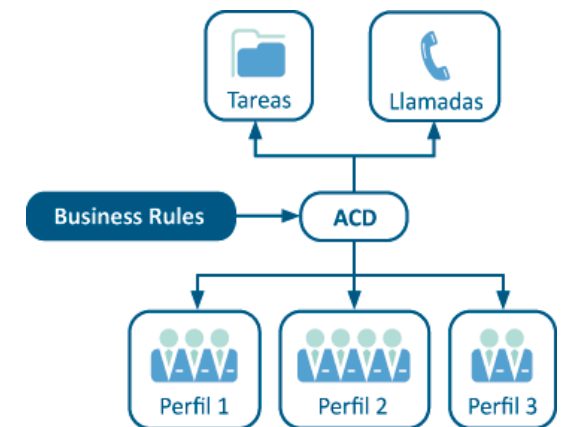 Tareas
Llamadas
Business Rules
ACD
Perfil 1
Perfil 2
Perfil 3